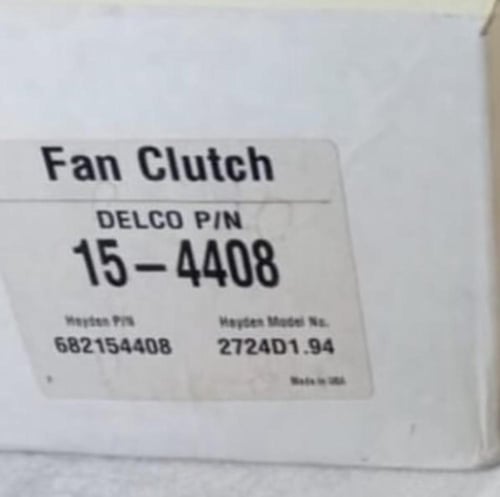 Fan Clutch
DELCO P/N
15-4408
Hayden P/N Hayden Model No.
682154408 2724D1.94
Made in USA